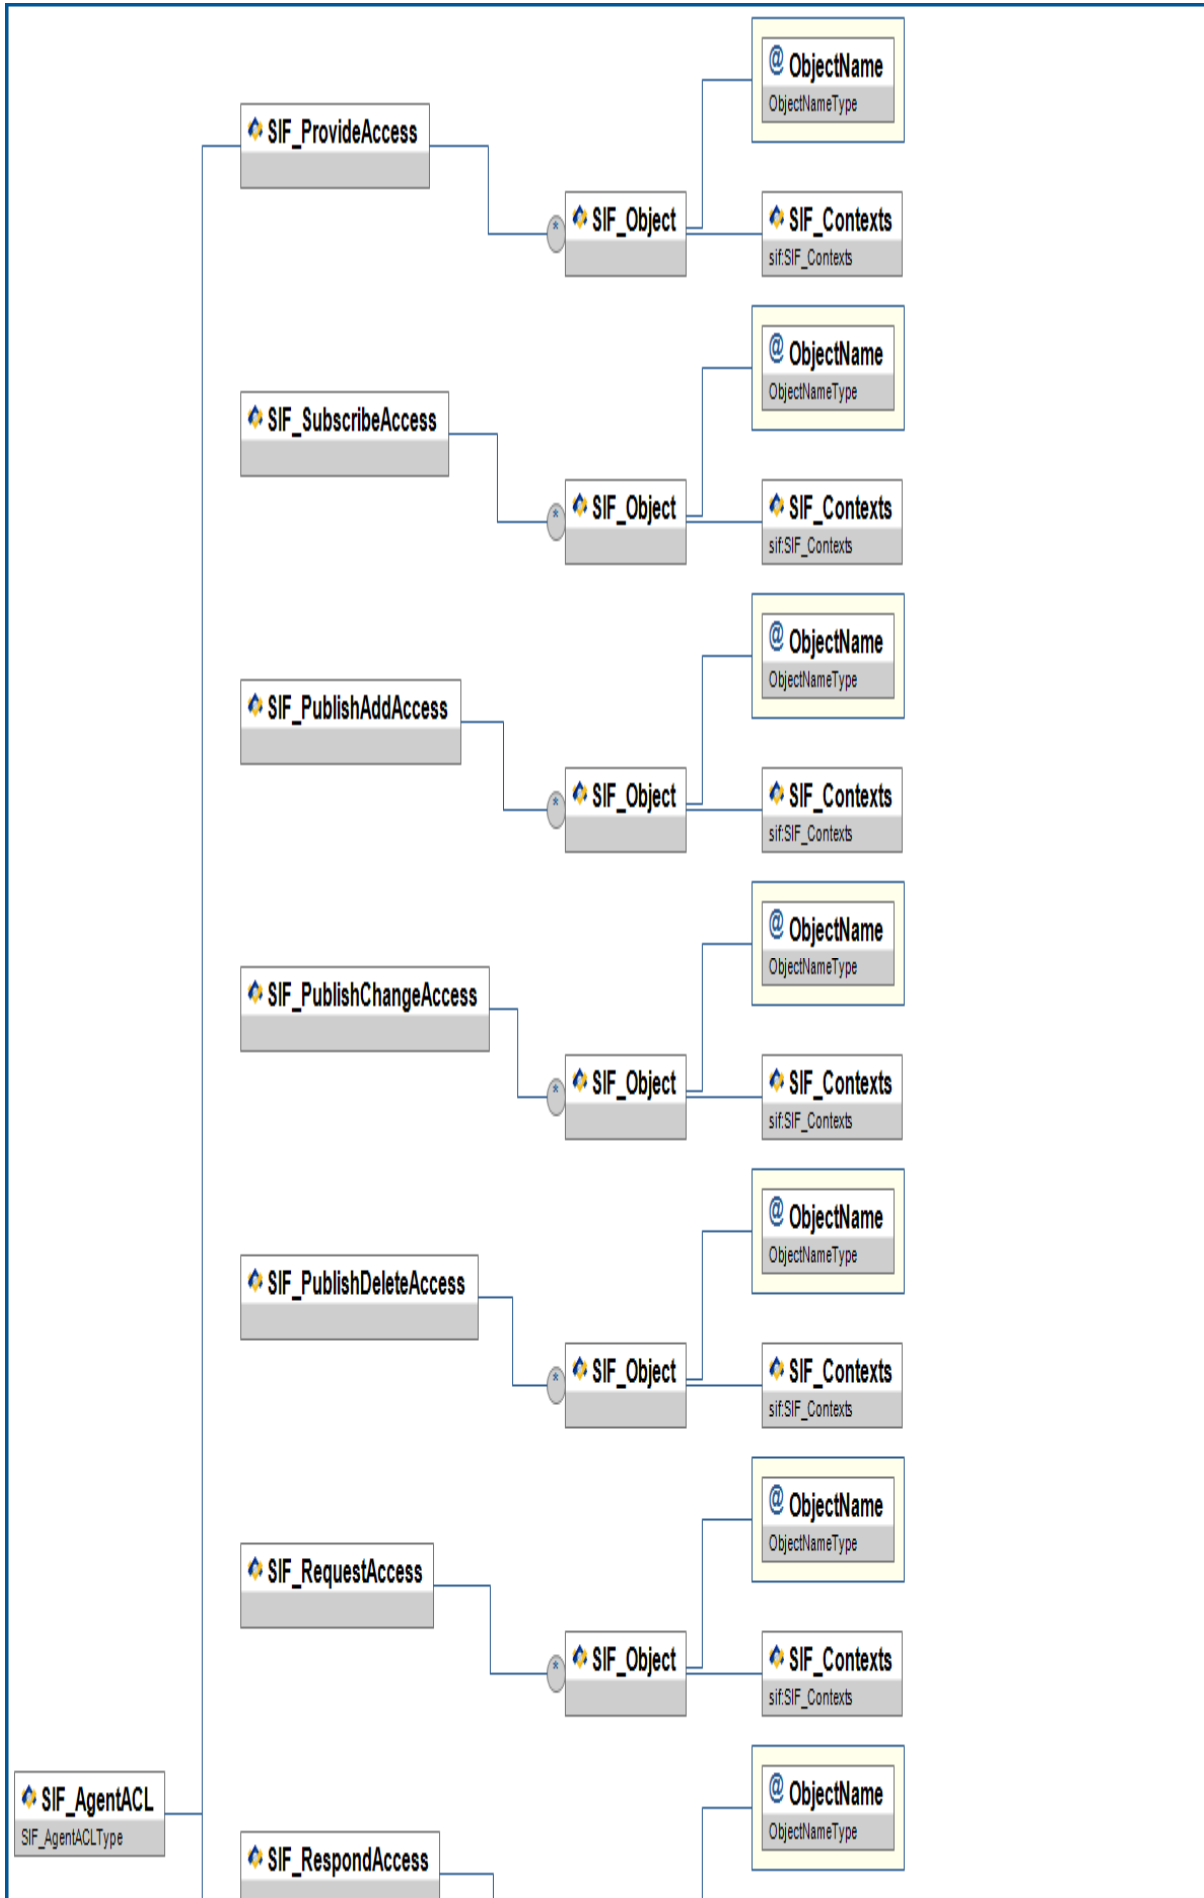 @ ObjectName
ObjectNameType
SIF_ProvideAccess
* SIF_Object
SIF_Contexts
sif:SIF_Contexts
@ ObjectName
ObjectNameType
SIF_SubscribeAccess
* SIF_Object
SIF_Contexts
sif:SIF_Contexts
@ ObjectName
ObjectNameType
SIF_PublishAddAccess
* SIF_Object
SIF_Contexts
sif:SIF_Contexts
@ ObjectName
ObjectNameType
SIF_PublishChangeAccess
* SIF_Object
SIF_Contexts
sif:SIF_Contexts
@ ObjectName
ObjectNameType
SIF_PublishDeleteAccess
* SIF_Object
SIF_Contexts
sif:SIF_Contexts
@ ObjectName
ObjectNameType
SIF_RequestAccess
* SIF_Object
SIF_Contexts
sif:SIF_Contexts
@ ObjectName
ObjectNameType
SIF_AgentACL
SIF_AgentACLType
SIF_RespondAccess